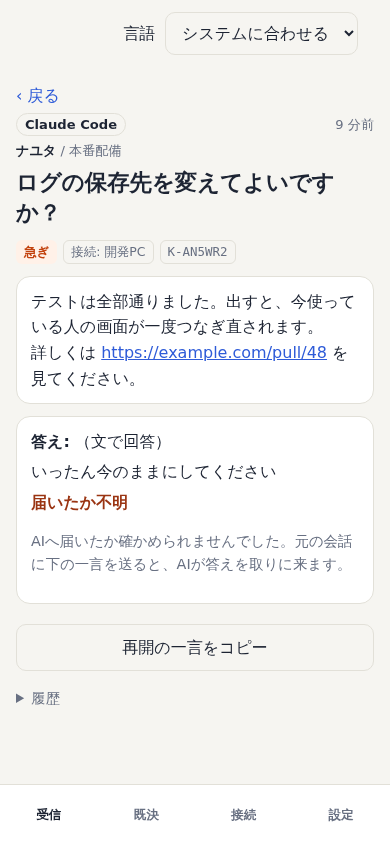 言語 システムに合わせる
‹ 戻る
Claude Code 9 分前
ナユタ / 本番配備
ログの保存先を変えてよいです
か？
急ぎ 接続: 開発PC K-AN5WR2
テストは全部通りました。出すと、今使って
いる人の画面が一度つなぎ直されます。
詳しくは https://example.com/pull/48 を
見てください。
答え: （文で回答）
いったん今のままにしてください
届いたか不明
AIへ届いたか確かめられませんでした。元の会話
に下の一言を送ると、AIが答えを取りに来ます。
再開の一言をコピー
▶ 履歴
受信 既決 接続 設定